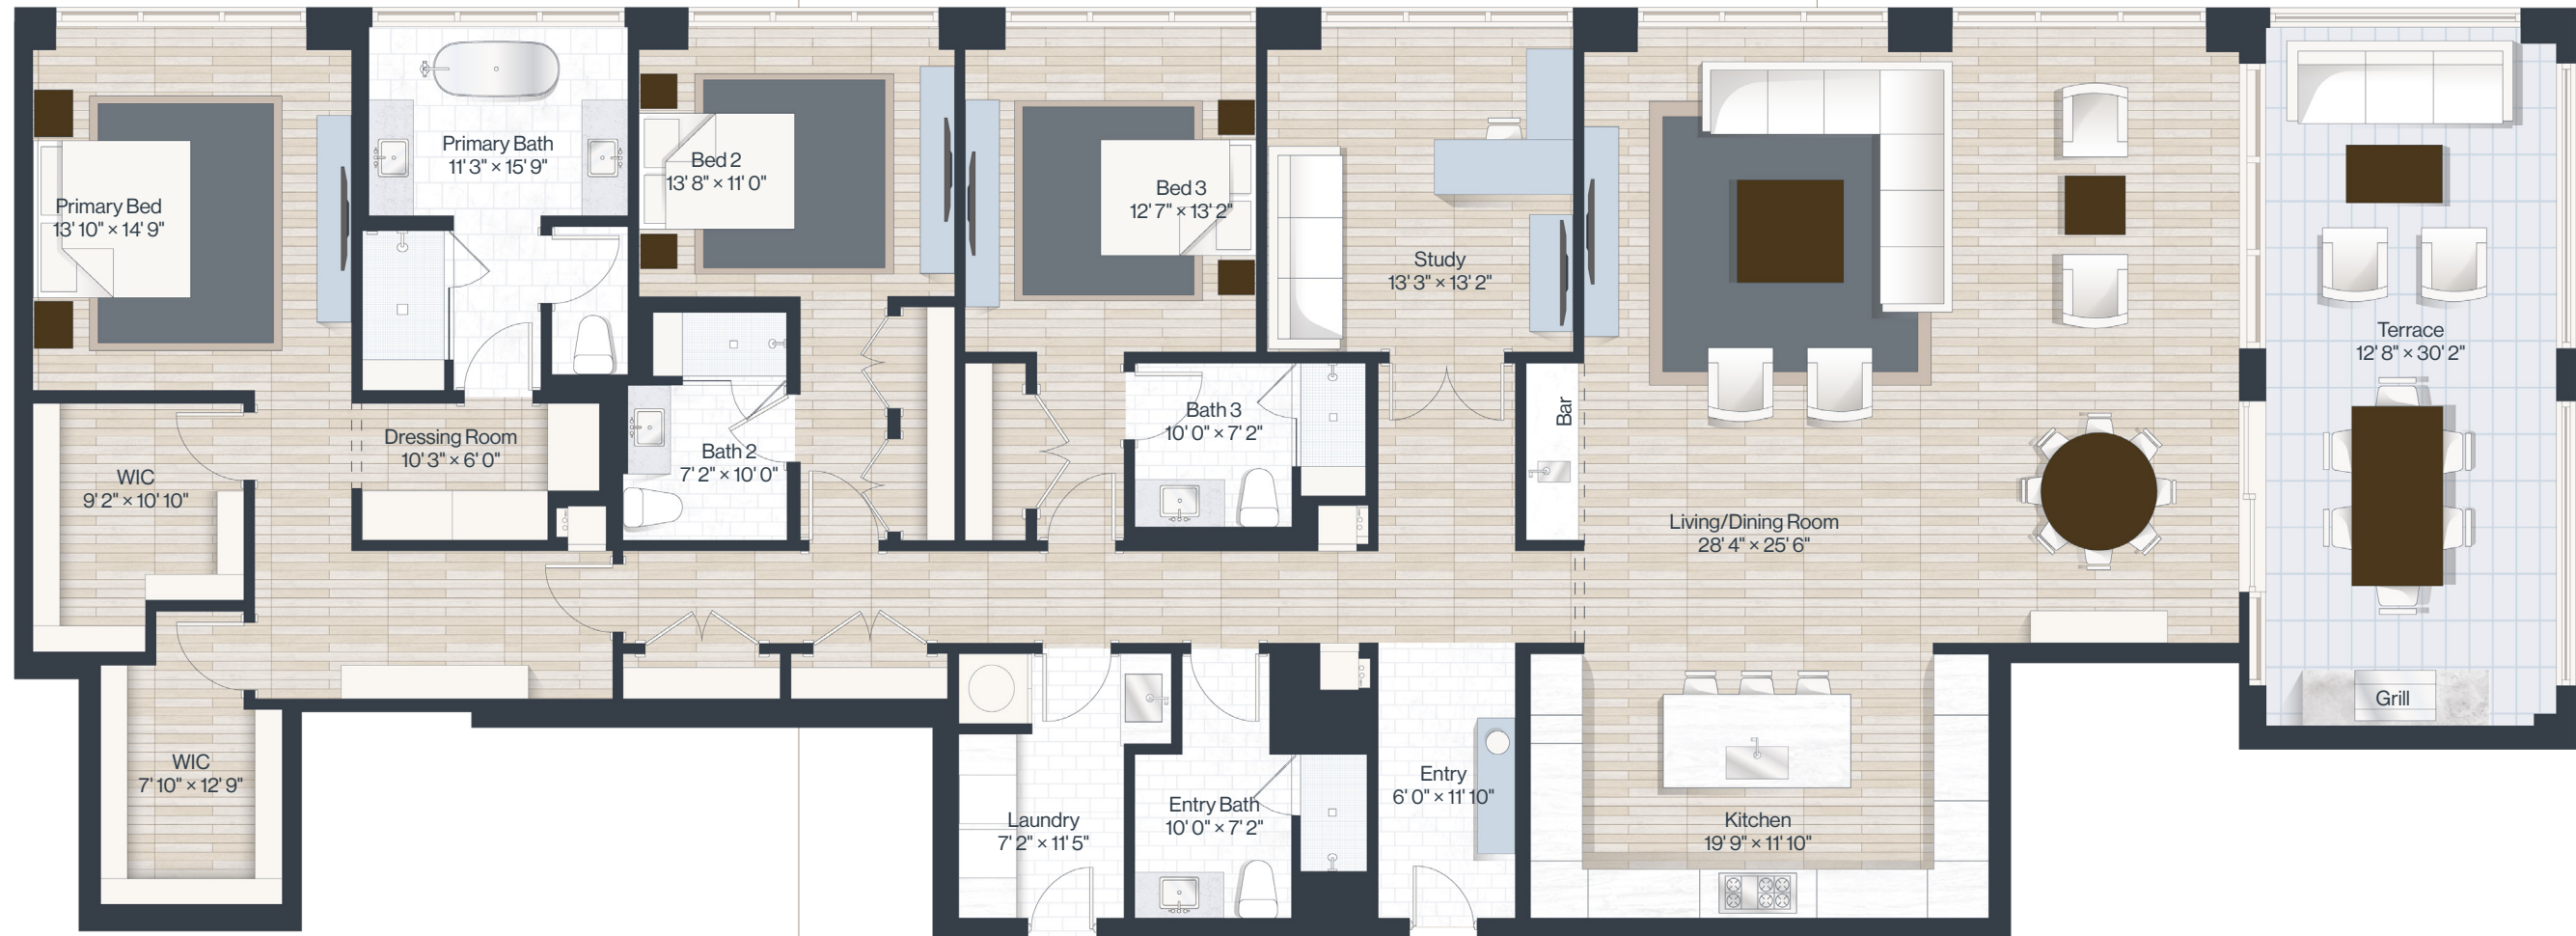 Primary Bed
13' 10" × 14' 9"
Primary Bath
11' 3" × 15' 9"
Bed 2
13' 8" × 11' 0"
Bed 3
12' 7" × 13' 2"
Study
13' 3" × 13' 2"
Terrace
12' 8" × 30' 2"
WIC
9' 2" × 10' 10"
Dressing Room
10' 3" × 6' 0"
Bath 2
7' 2" × 10' 0"
Bath 3
10' 0" × 7' 2"
Bar
Living/Dining Room
28' 4" × 25' 6"
WIC
7' 10" × 12' 9"
Laundry
7' 2" × 11' 5"
Entry Bath
10' 0" × 7' 2"
Entry
6' 0" × 11' 10"
Kitchen
19' 9" × 11' 10"
Grill